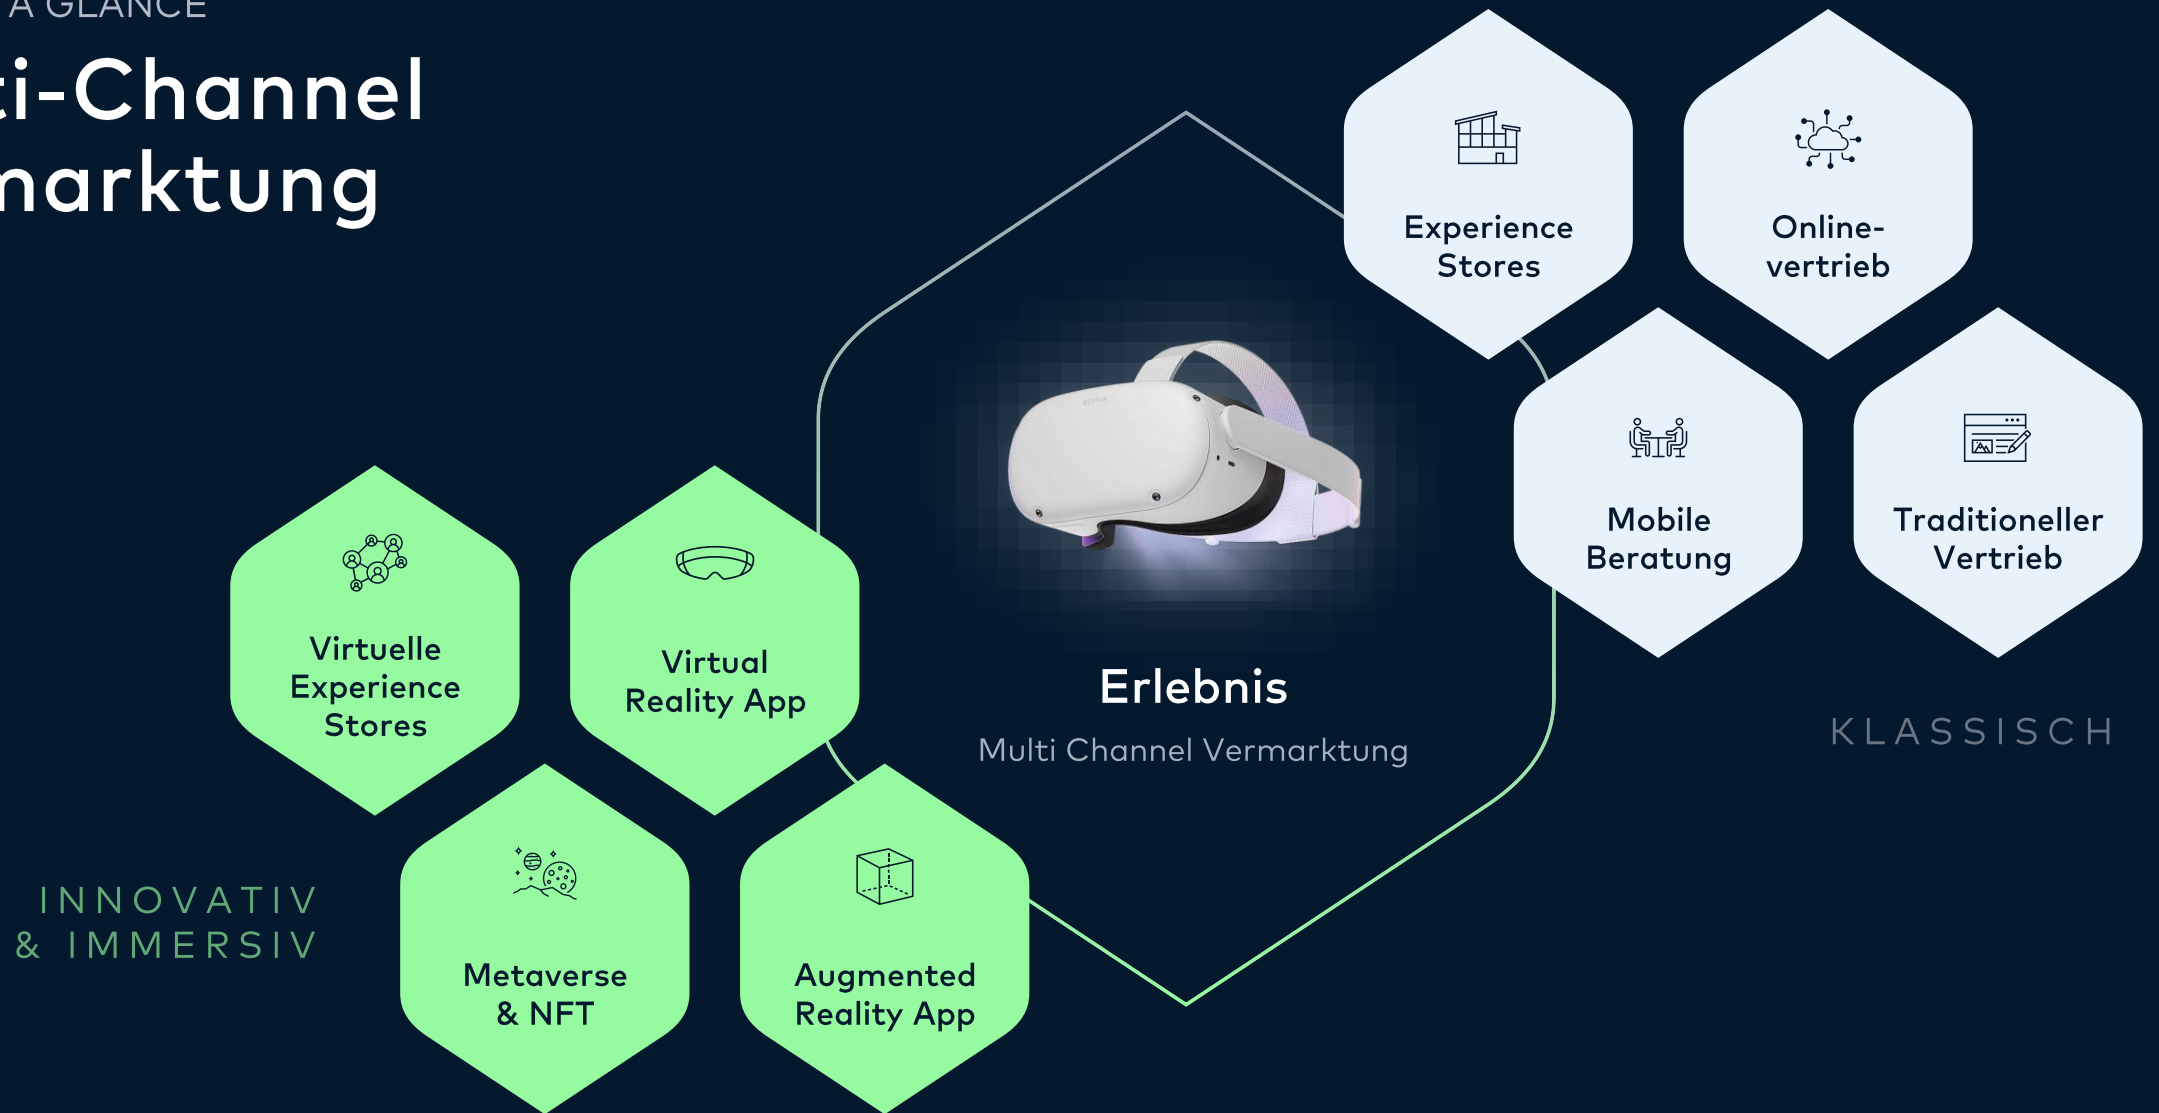 A GLANCE
ti-Channel
marktung
Experience
Stores
Online-
vertrieb
Mobile
Beratung
Traditioneller
Vertrieb
KLASSISCH
Erlebnis
Multi Channel Vermarktung
Virtuelle
Experience
Stores
Virtual
Reality App
Metaverse
& NFT
Augmented
Reality App
INNOVATIV
& IMMERSIV